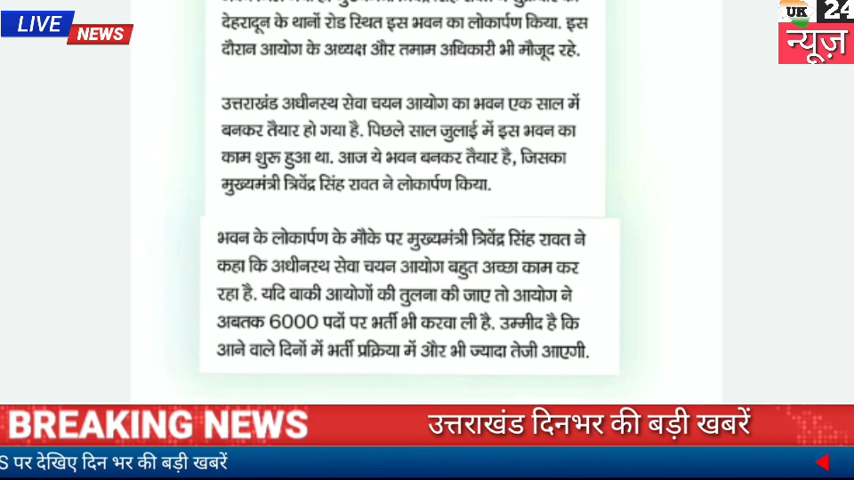 LIVE
NEWS
UK 24
न्यूज़
देहरादून के थानों रोड स्थित इस भवन का लोकार्पण किया. इस
दौरान आयोग के अध्यक्ष और तमाम अधिकारी भी मौजूद रहे.
उत्तराखंड अधीनस्थ सेवा चयन आयोग का भवन एक साल में
बनकर तैयार हो गया है. पिछले साल जुलाई में इस भवन का
काम शुरू हुआ था. आज ये भवन बनकर तैयार है, जिसका
मुख्यमंत्री त्रिवेंद्र सिंह रावत ने लोकार्पण किया.
भवन के लोकार्पण के मौके पर मुख्यमंत्री त्रिवेंद्र सिंह रावत ने
कहा कि अधीनस्थ सेवा चयन आयोग बहुत अच्छा काम कर
रहा है. यदि बाकी आयोगों की तुलना की जाए तो आयोग ने
अबतक 6000 पदों पर भर्ती भी करवा ली है. उम्मीद है कि
आने वाले दिनों में भर्ती प्रक्रिया में और भी ज्यादा तेजी आएगी.
BREAKING NEWS
उत्तराखंड दिनभर की बड़ी खबरें
S पर देखिए दिन भर की बड़ी खबरें